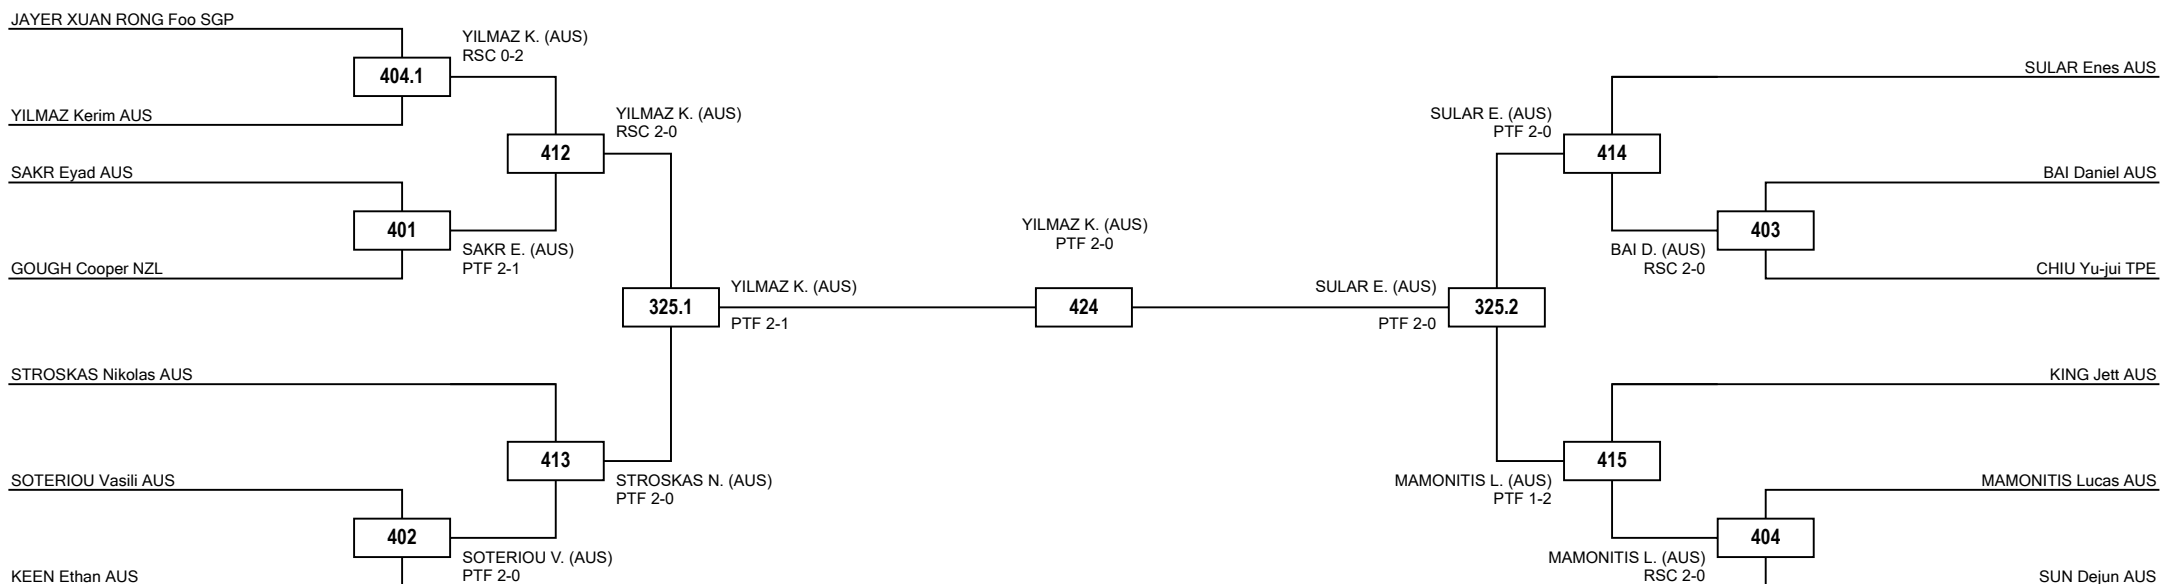 JAYER XUAN RONG Foo SGP
YILMAZ K. (AUS)
RSC 0-2
404.1
SULAR Enes AUS
YILMAZ Kerim AUS
YILMAZ K. (AUS)
RSC 2-0
SULAR E. (AUS)
PTF 2-0
412
414
SAKR Eyad AUS
BAI Daniel AUS
401
YILMAZ K. (AUS)
PTF 2-0
403
SAKR E. (AUS)
PTF 2-1
BAI D. (AUS)
RSC 2-0
GOUGH Cooper NZL
CHIU Yu-jui TPE
325.1
YILMAZ K. (AUS)
PTF 2-1
424
SULAR E. (AUS)
PTF 2-0
325.2
STROSKAS Nikolas AUS
KING Jett AUS
413
415
SOTERIOU Vasili AUS
STROSKAS N. (AUS)
PTF 2-0
MAMONITIS L. (AUS)
PTF 1-2
MAMONITIS Lucas AUS
402
404
SOTERIOU V. (AUS)
PTF 2-0
MAMONITIS L. (AUS)
RSC 2-0
KEEN Ethan AUS
SUN Dejun AUS